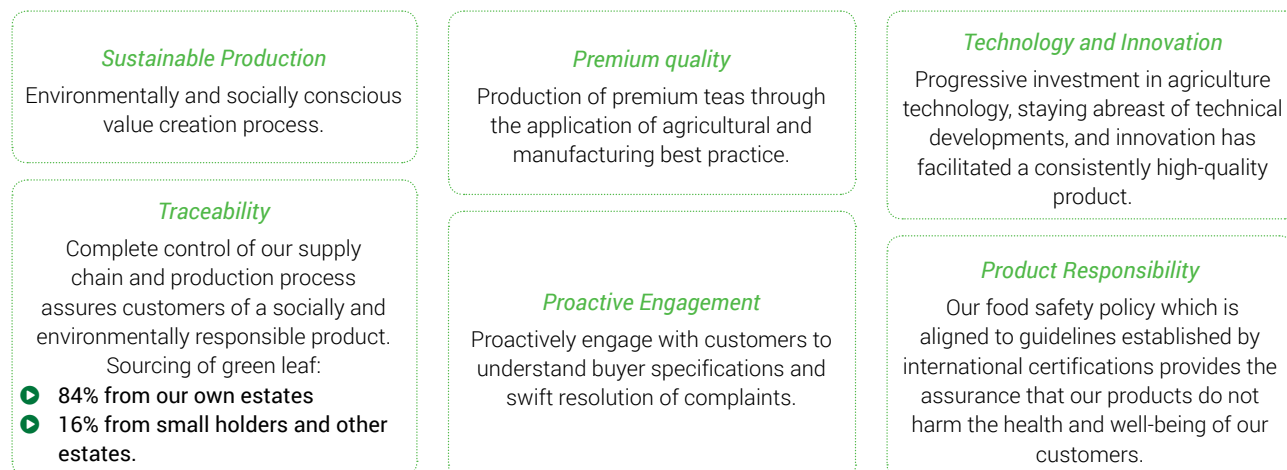 Sustainable Production
Environmentally and socially conscious
value creation process.
Traceability
Complete control of our supply
chain and production process
assures customers of a socially and
environmentally responsible product.
Sourcing of green leaf:
84% from our own estates
16% from small holders and other
estates.
Premium quality
Production of premium teas through
the application of agricultural and
manufacturing best practice.
Proactive Engagement
Proactively engage with customers to
understand buyer specifications and
swift resolution of complaints.
Technology and Innovation
Progressive investment in agriculture
technology, staying abreast of technical
developments, and innovation has
facilitated a consistently high-quality
product.
Product Responsibility
Our food safety policy which is
aligned to guidelines established by
international certifications provides the
assurance that our products do not
harm the health and well-being of our
customers.